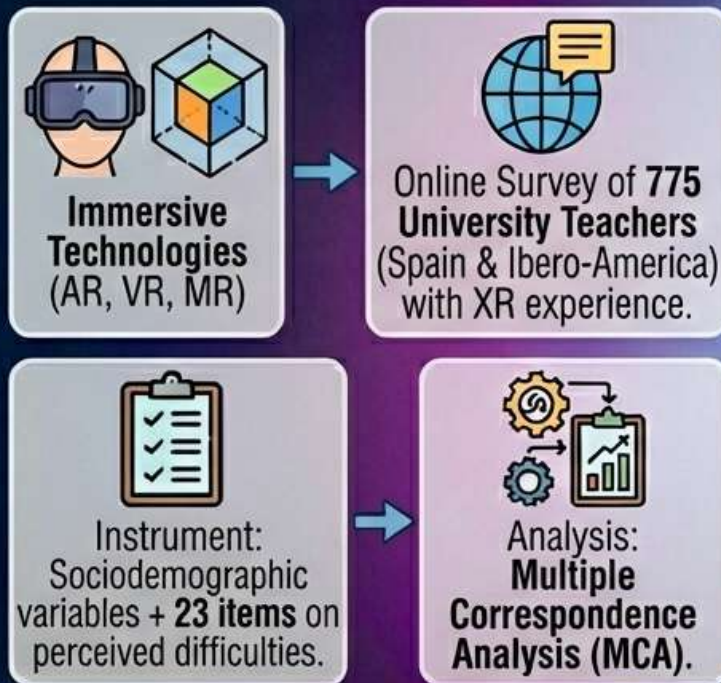 Immersive
Technologies
(AR, VR, MR)
Online Survey of 775
University Teachers
(Spain & Ibero-America)
with XR experience.
Instrument:
Sociodemographic
variables + 23 items on
perceived difficulties.
Analysis:
Multiple
Correspondence
Analysis (MCA).